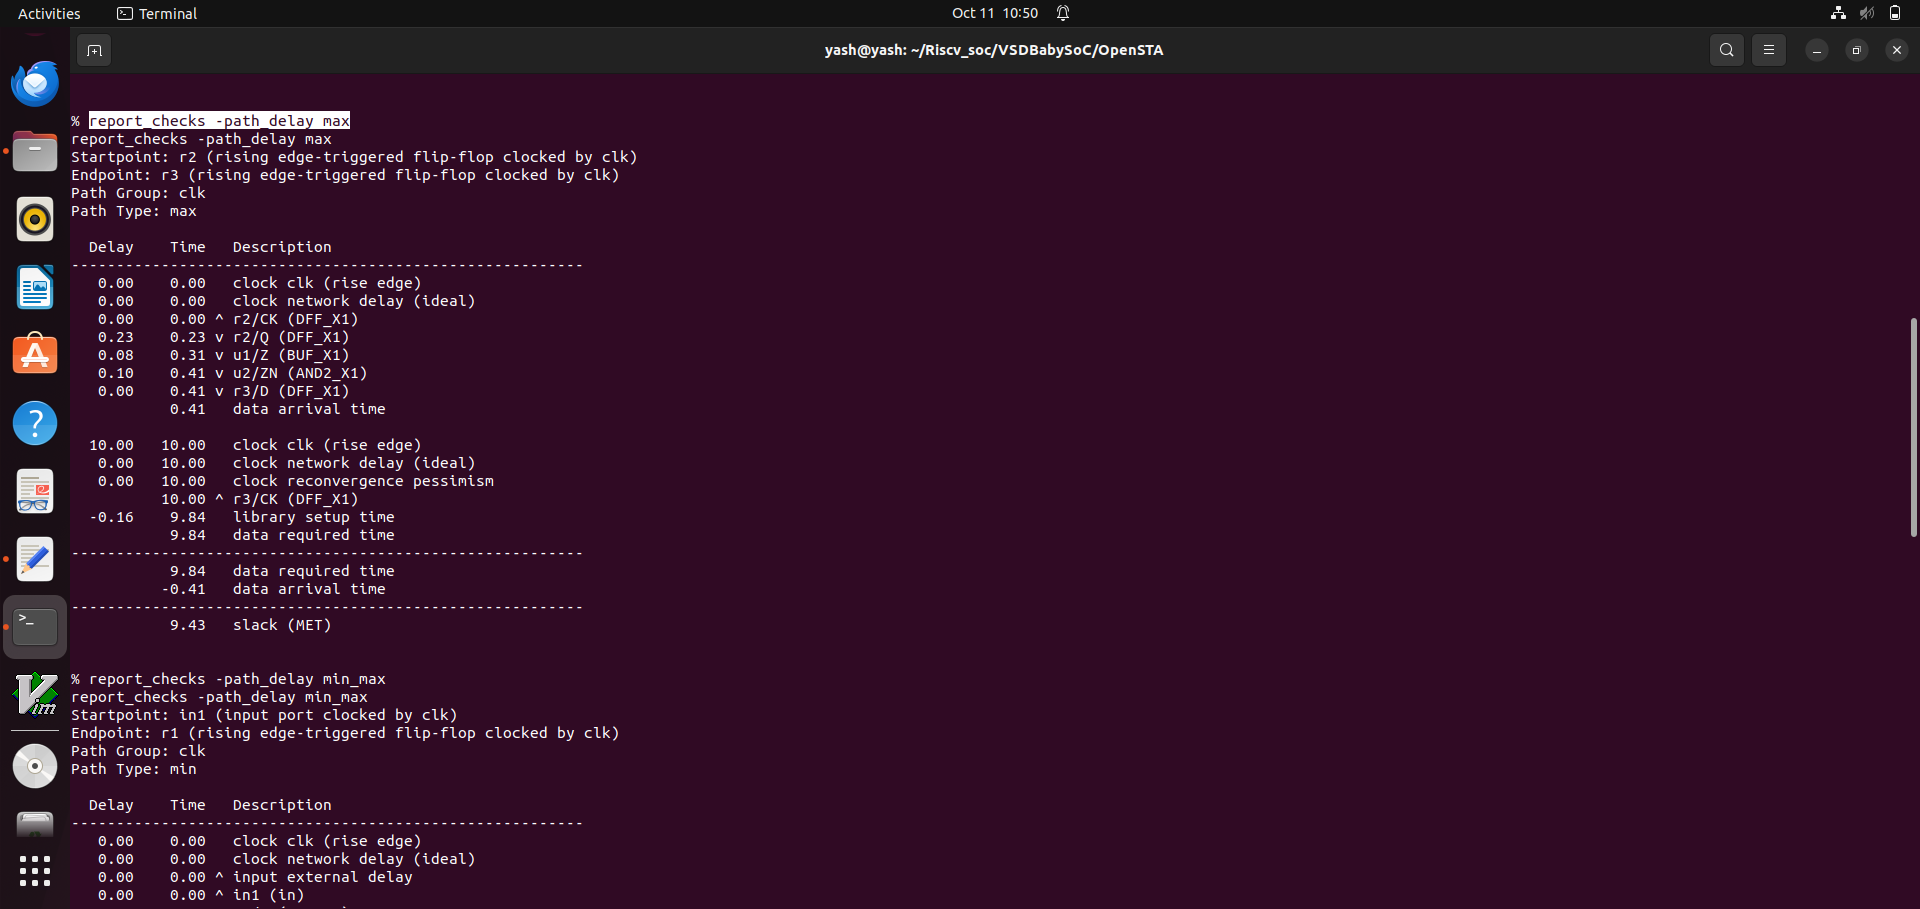 Activities
Terminal
Oct 11 10:50
yash@yash: ~/Riscv_soc/VSDBabySoC/OpenSTA
% report_checks -path_delay max
report_checks -path_delay max
Startpoint: r2 (rising edge-triggered flip-flop clocked by clk)
Endpoint: r3 (rising edge-triggered flip-flop clocked by clk)
Path Group: clk
Path Type: max
  Delay    Time   Description
---------------------------------------------------------
   0.00    0.00   clock clk (rise edge)
   0.00    0.00   clock network delay (ideal)
   0.00    0.00 ^ r2/CK (DFF_X1)
   0.23    0.23 v r2/Q (DFF_X1)
   0.08    0.31 v u1/Z (BUF_X1)
   0.10    0.41 v u2/ZN (AND2_X1)
   0.00    0.41 v r3/D (DFF_X1)
           0.41   data arrival time
  10.00   10.00   clock clk (rise edge)
   0.00   10.00   clock network delay (ideal)
   0.00   10.00   clock reconvergence pessimism
          10.00 ^ r3/CK (DFF_X1)
  -0.16    9.84   library setup time
           9.84   data required time
---------------------------------------------------------
           9.84   data required time
          -0.41   data arrival time
---------------------------------------------------------
           9.43   slack (MET)
% report_checks -path_delay min_max
report_checks -path_delay min_max
Startpoint: in1 (input port clocked by clk)
Endpoint: r1 (rising edge-triggered flip-flop clocked by clk)
Path Group: clk
Path Type: min
  Delay    Time   Description
---------------------------------------------------------
   0.00    0.00   clock clk (rise edge)
   0.00    0.00   clock network delay (ideal)
   0.00    0.00 ^ input external delay
   0.00    0.00 ^ in1 (in)